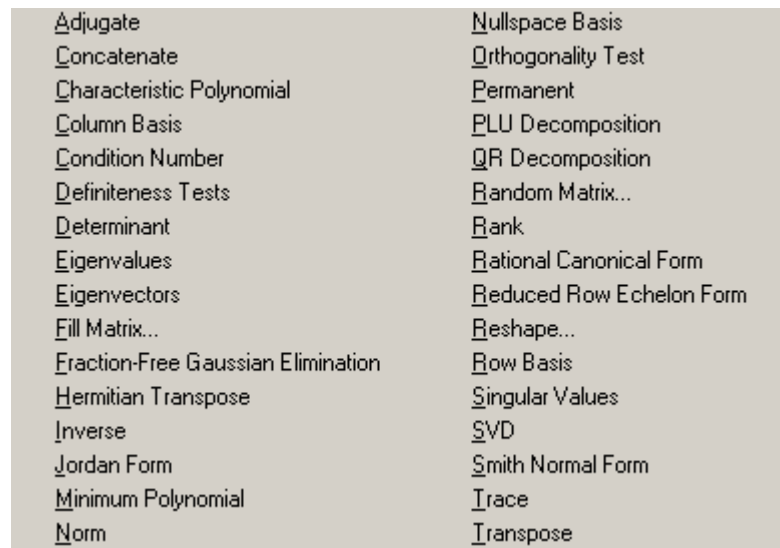 Adjugate
Concatenate
Characteristic Polynomial
Column Basis
Condition Number
Definiteness Tests
Determinant
Eigenvalues
Eigenvectors
Fill Matrix...
Fraction-Free Gaussian Elimination
Hermitian Transpose
Inverse
Jordan Form
Minimum Polynomial
Norm
Nullspace Basis
Orthogonality Test
Permanent
PLU Decomposition
QR Decomposition
Random Matrix...
Rank
Rational Canonical Form
Reduced Row Echelon Form
Reshape...
Row Basis
Singular Values
SVD
Smith Normal Form
Trace
Transpose